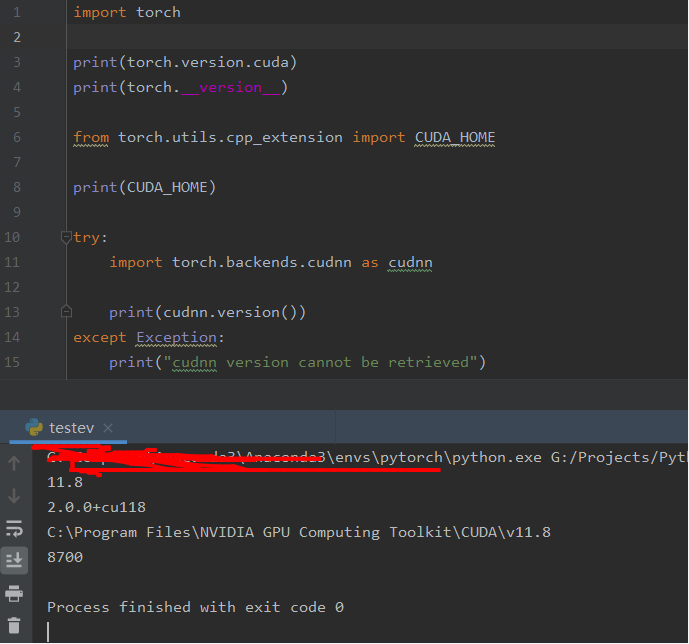 1 import torch
2
3 print(torch.version.cuda)
4 print(torch.__version__)
5
6 from torch.utils.cpp_extension import CUDA_HOME
7
8 print(CUDA_HOME)
9
10 try:
11 import torch.backends.cudnn as cudnn
12
13 print(cudnn.version())
14 except Exception:
15 print("cudnn version cannot be retrieved")
testev
\Anaconda3\envs\pytorch\python.exe G:/Projects/Pyt
11.8
2.0.0+cu118
C:\Program Files\NVIDIA GPU Computing Toolkit\CUDA\v11.8
8700
Process finished with exit code 0